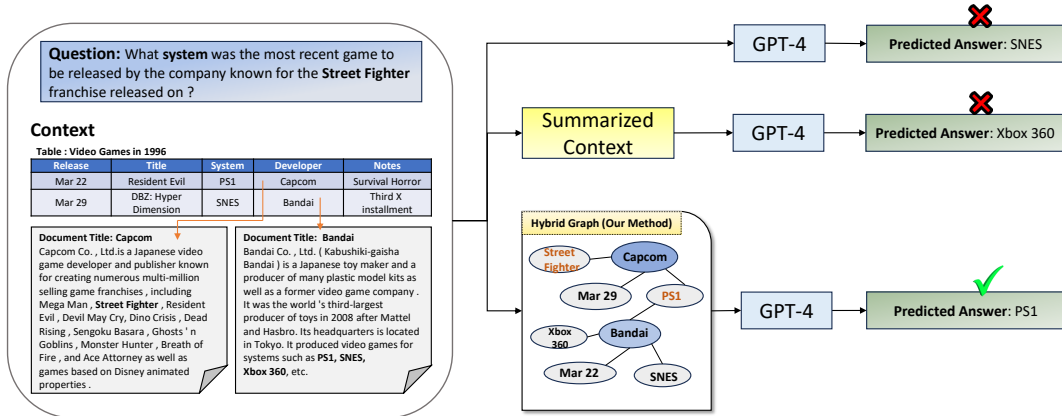 Question: What system was the most recent game to
be released by the company known for the Street Fighter
franchise released on ?
Context
Table : Video Games in 1996
Release Title System Developer Notes
Mar 22 Resident Evil PS1 Capcom Survival Horror
Mar 29 DBZ: Hyper Dimension SNES Bandai Third X installment
Document Title: Capcom
Capcom Co. , Ltd.is a Japanese video
game developer and publisher known
for creating numerous multi-million
selling game franchises , including
Mega Man , Street Fighter , Resident
Evil , Devil May Cry, Dino Crisis , Dead
Rising , Sengoku Basara , Ghosts ' n
Goblins , Monster Hunter , Breath of
Fire , and Ace Attorney as well as
games based on Disney animated
properties .
Document Title: Bandai
Bandai Co. , Ltd. ( Kabushiki-gaisha
Bandai ) is a Japanese toy maker and a
producer of many plastic model kits as
well as a former video game company .
It was the world 's third-largest
producer of toys in 2008 after Mattel
and Hasbro. Its headquarters is located
in Tokyo. It produced video games for
systems such as PS1, SNES,
Xbox 360, etc.
GPT-4
Predicted Answer: SNES
Summarized
Context
GPT-4
Predicted Answer: Xbox 360
Hybrid Graph (Our Method)
Street
Fighter
Capcom
Mar 29
PS1
Xbox
360
Bandai
Mar 22
SNES
GPT-4
Predicted Answer: PS1